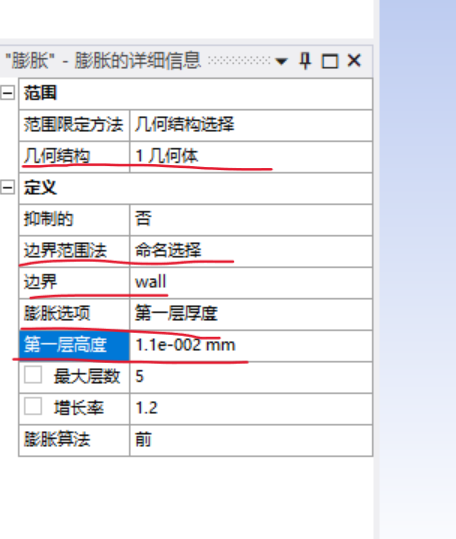 "膨胀" - 膨胀的详细信息
范围
范围限定方法 几何结构选择
几何结构 1 几何体
定义
抑制的 否
边界范围法 命名选择
边界 wall
膨胀选项 第一层厚度
第一层高度 1.1e-002 mm
最大层数 5
增长率 1.2
膨胀算法 前